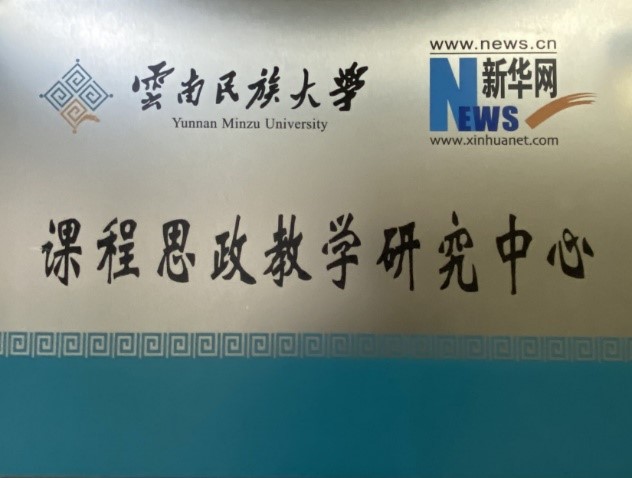 雲南民族大學
Yunnan Minzu University
www.news.cn
NEWS 新华网
www.xinhuanet.com
课程思政教学研究中心